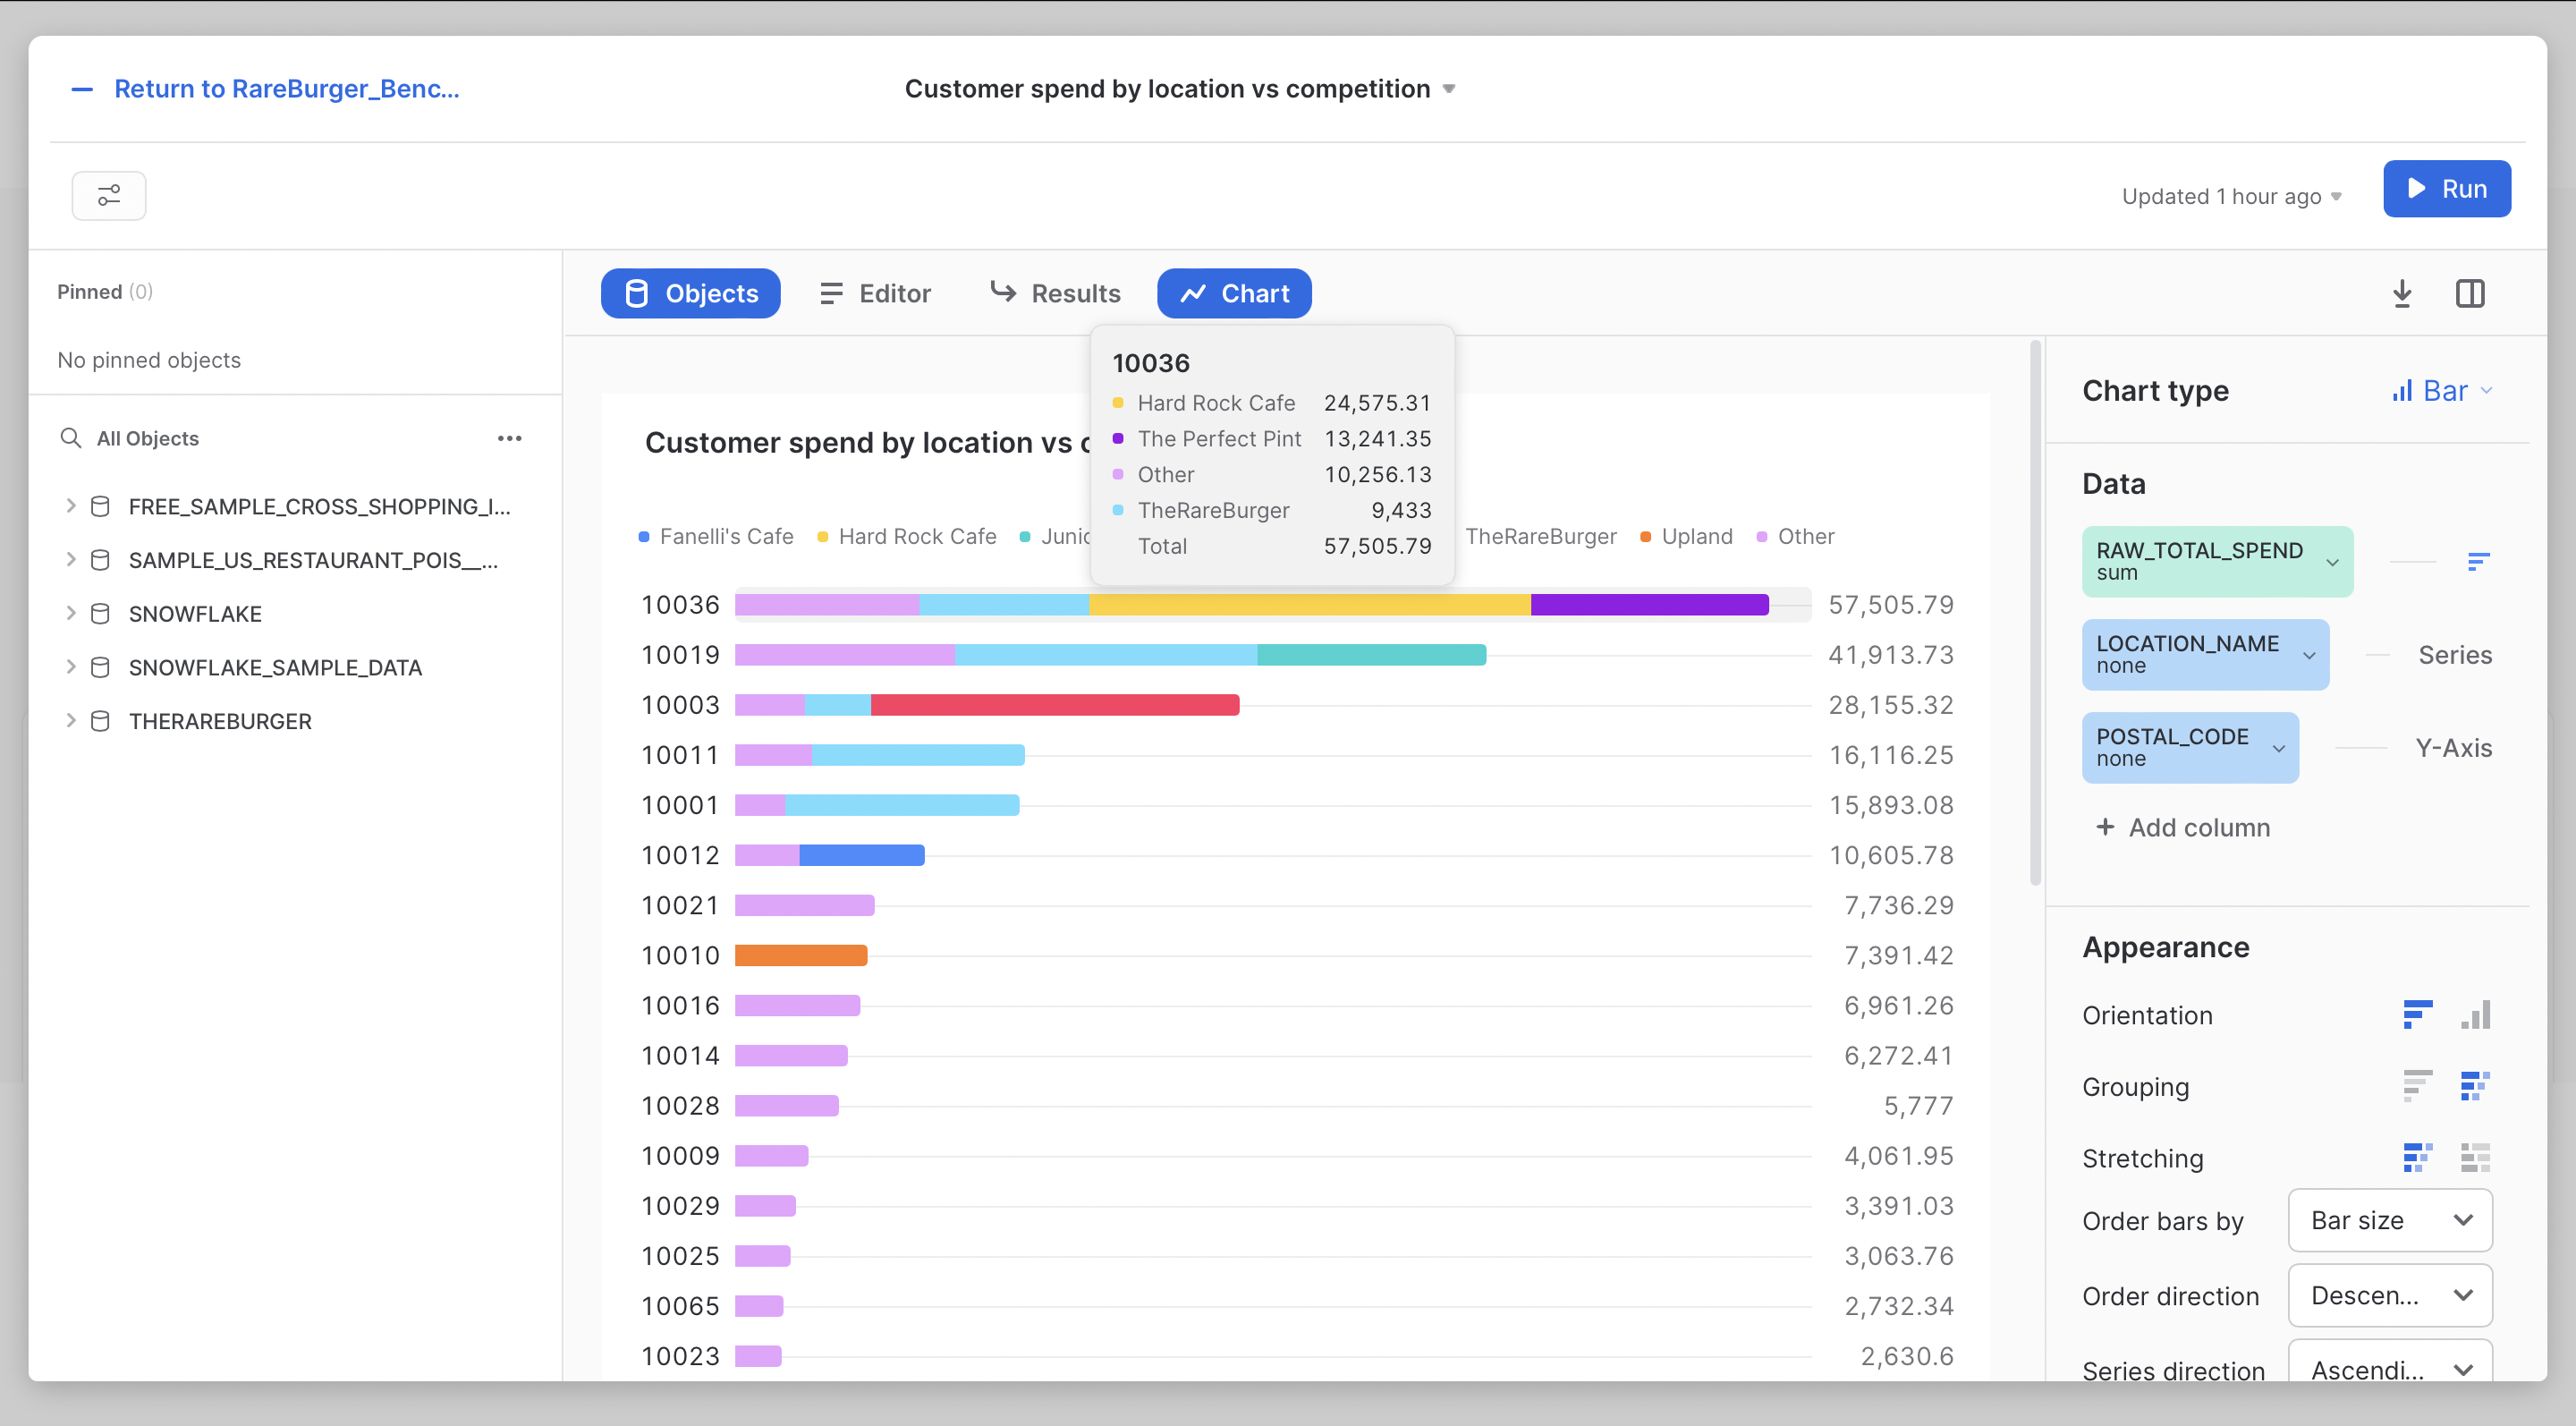 Return to RareBurger_Benc...
Customer spend by location vs competition
Updated 1 hour ago
Run
Pinned (0)
No pinned objects
All Objects
FREE_SAMPLE_CROSS_SHOPPING_I...
SAMPLE_US_RESTAURANT_POIS__...
SNOWFLAKE
SNOWFLAKE_SAMPLE_DATA
THERAREBURGER
Objects
Editor
Results
Chart
10036
Hard Rock Cafe 24,575.31
The Perfect Pint 13,241.35
Other 10,256.13
TheRareBurger 9,433
Total 57,505.79
Customer spend by location vs
Fanelli's Cafe Hard Rock Cafe TheRareBurger Upland Other
10036 57,505.79
10019 41,913.73
10003 28,155.32
10011 16,116.25
10001 15,893.08
10012 10,605.78
10021 7,736.29
10010 7,391.42
10016 6,961.26
10014 6,272.41
10028 5,777
10009 4,061.95
10029 3,391.03
10025 3,063.76
10065 2,732.34
10023 2,630.6
Chart type
Bar
Data
RAW_TOTAL_SPEND
sum
LOCATION_NAME
none
Series
POSTAL_CODE
none
Y-Axis
+ Add column
Appearance
Orientation
Grouping
Stretching
Order bars by Bar size
Order direction Descen...
Series direction Ascendi...